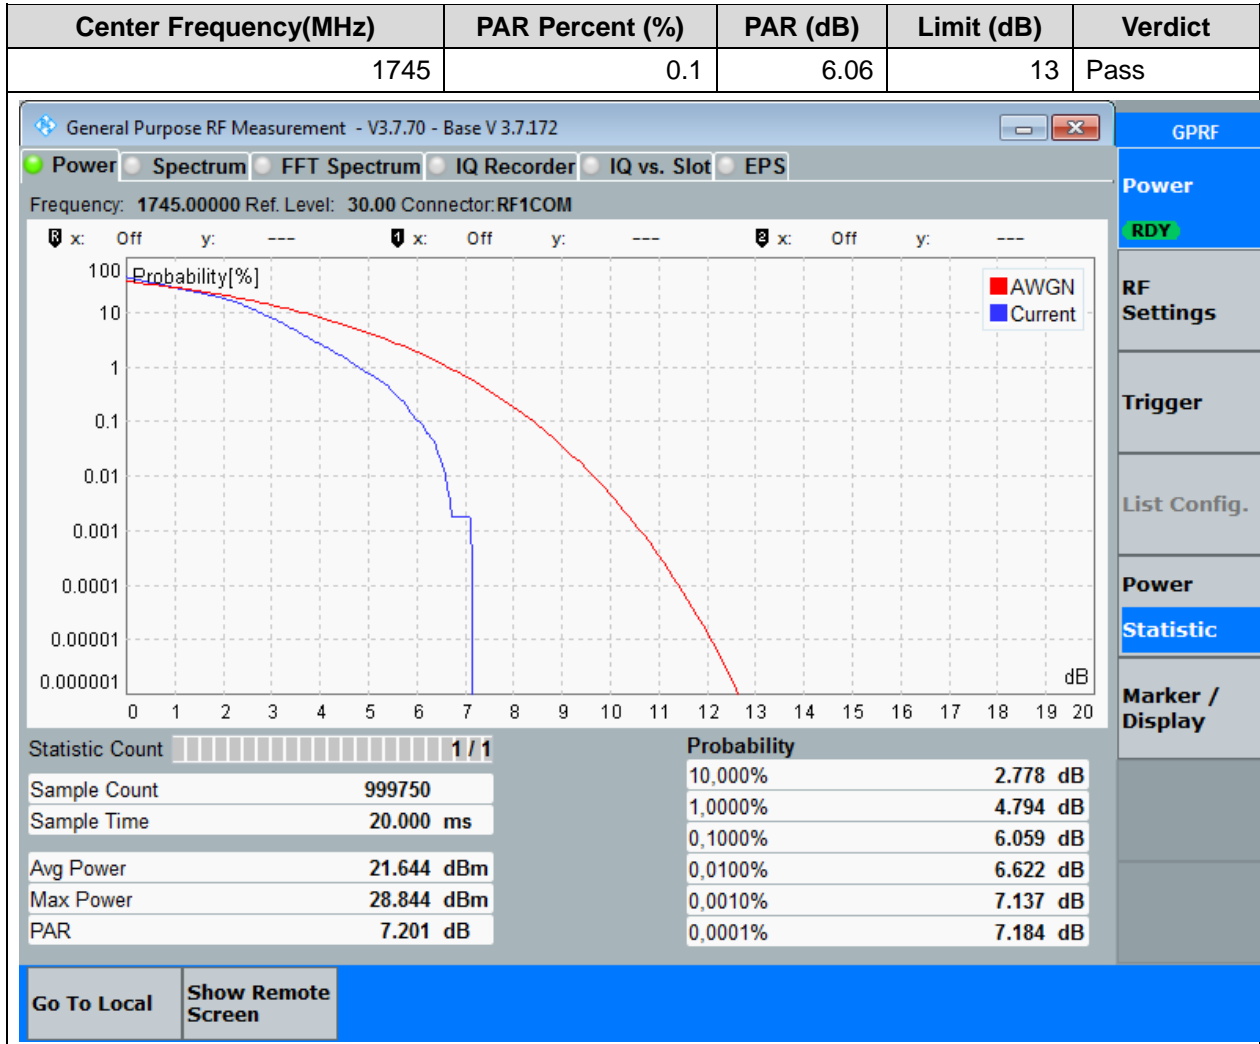 Center Frequency(MHz) PAR Percent (%) PAR (dB) Limit (dB) Verdict
1745 0.1 6.06 13 Pass
General Purpose RF Measurement - V3.7.70 - Base V 3.7.172
GPRF
Power Spectrum FFT Spectrum IQ Recorder IQ vs. Slot EPS
Frequency: 1745.00000 Ref. Level: 30.00 Connector: RF1COM
R x: Off y: --- 1 x: Off y: --- 2 x: Off y: ---
Probability[%]
AWGN
Current
100
10
1
0.1
0.01
0.001
0.0001
0.00001
0.000001
dB
0 1 2 3 4 5 6 7 8 9 10 11 12 13 14 15 16 17 18 19 20
Statistic Count 1 / 1
Sample Count 999750
Sample Time 20.000 ms
Avg Power 21.644 dBm
Max Power 28.844 dBm
PAR 7.201 dB
Probability
10,000% 2.778 dB
1,0000% 4.794 dB
0,1000% 6.059 dB
0,0100% 6.622 dB
0,0010% 7.137 dB
0,0001% 7.184 dB
Power
RDY
RF
Settings
Trigger
List Config.
Power
Statistic
Marker /
Display
Go To Local
Show Remote
Screen